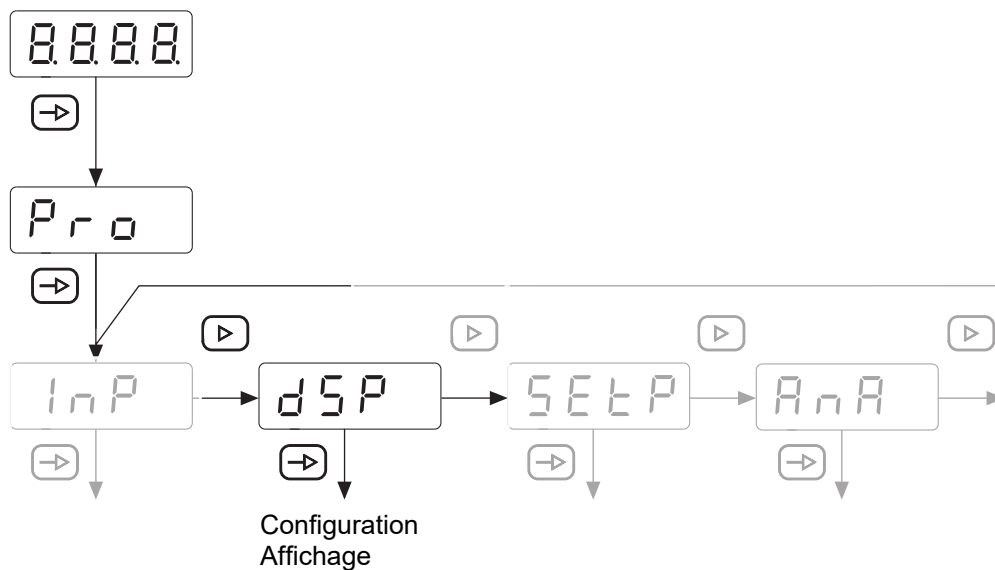 8.8.8.8.
Pro
InP
dSP
SEtP
AnA
Configuration
Affichage